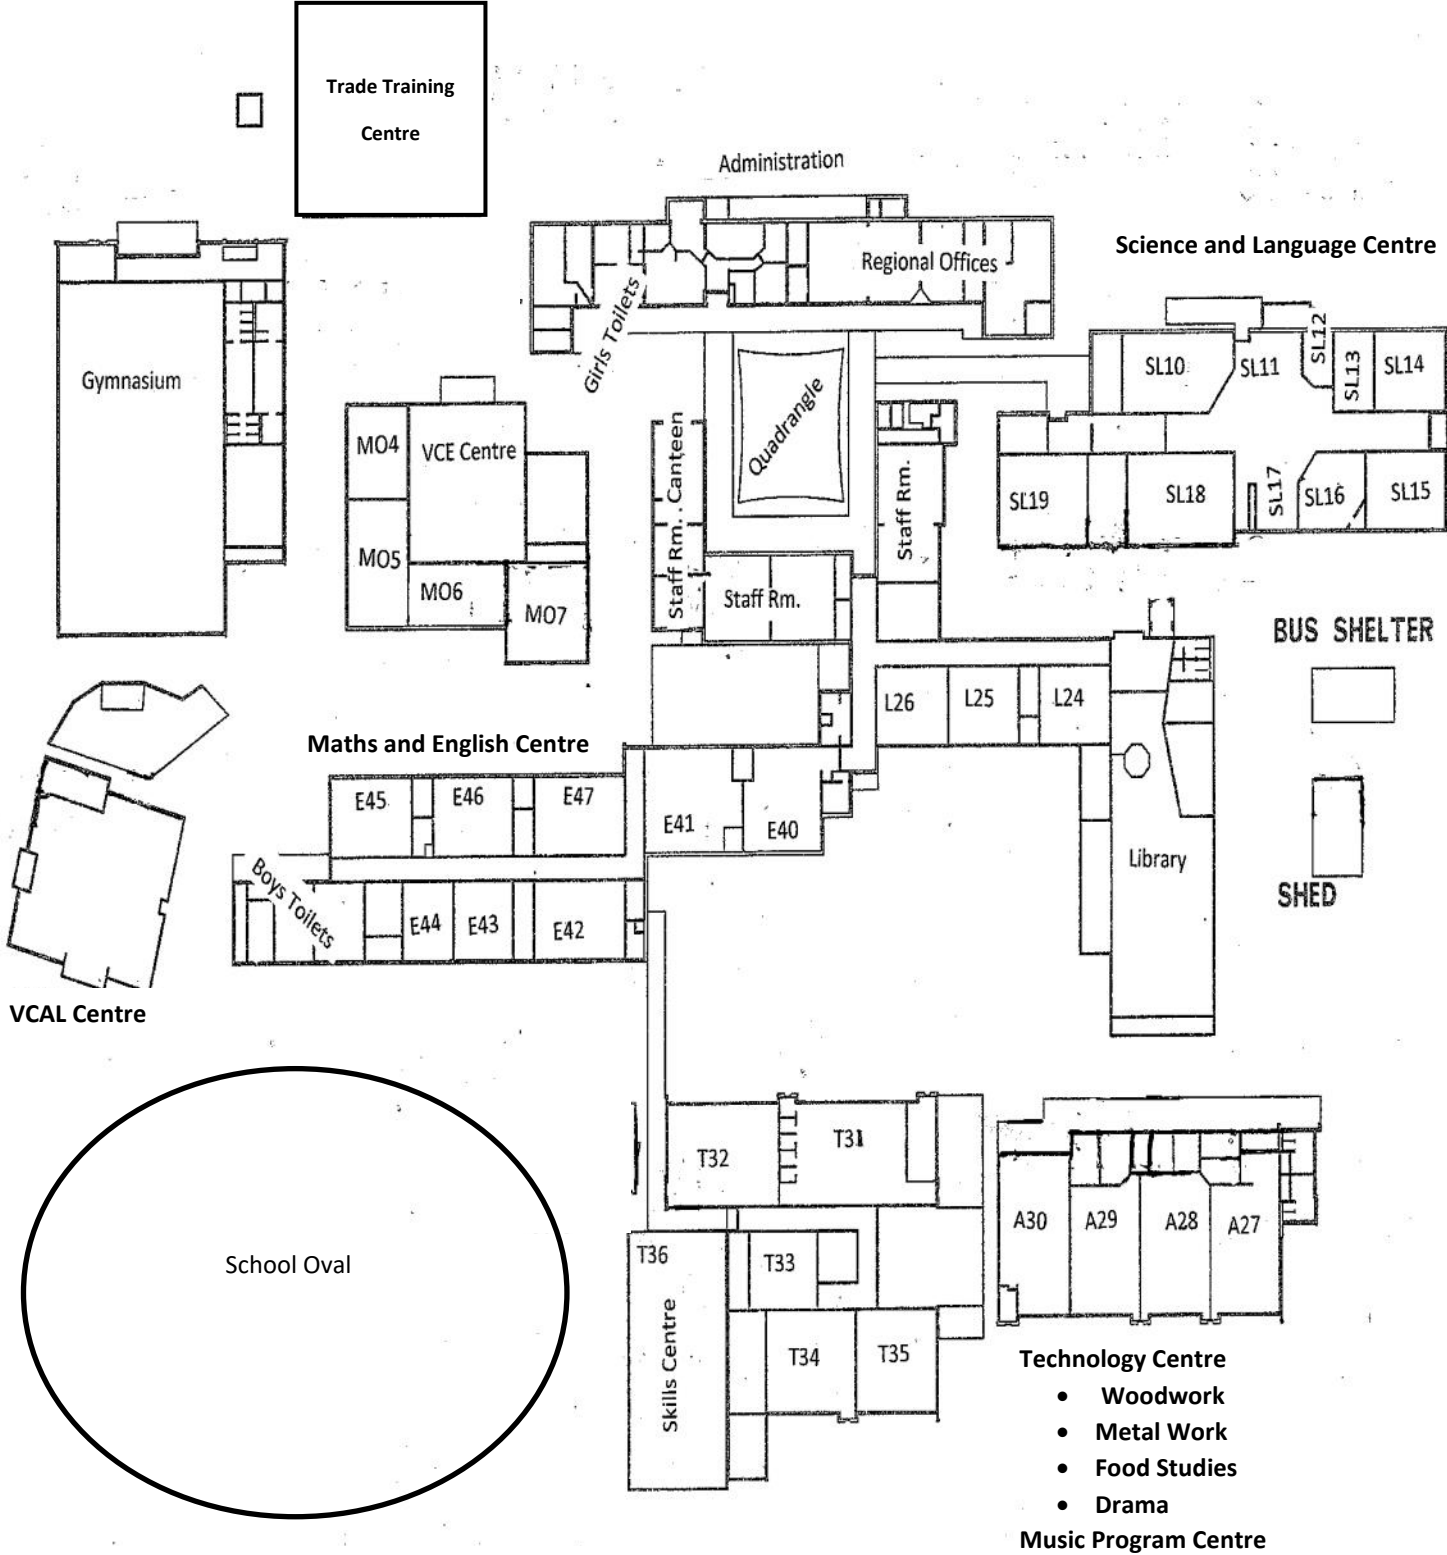 Trade Training
Centre
Administration
Science and Language Centre
Regional Offices
Girls Toilets
Gymnasium
Quadrangle
SL10
SL11
SL12
SL13
SL14
MO4
VCE Centre
Canteen
Staff Rm.
SL19
SL18
SL17
SL16
SL15
MO5
MO6
MO7
Staff Rm..
Staff Rm.
BUS SHELTER
L26
L25
L24
Maths and English Centre
E45
E46
E47
E41
E40
Library
SHED
Boys Toilets
E44
E43
E42
VCAL Centre
T32
T31
A30
A29
A28
A27
School Oval
T36
T33
Skills Centre
T34
T35
Technology Centre
• Woodwork
• Metal Work
• Food Studies
• Drama
Music Program Centre